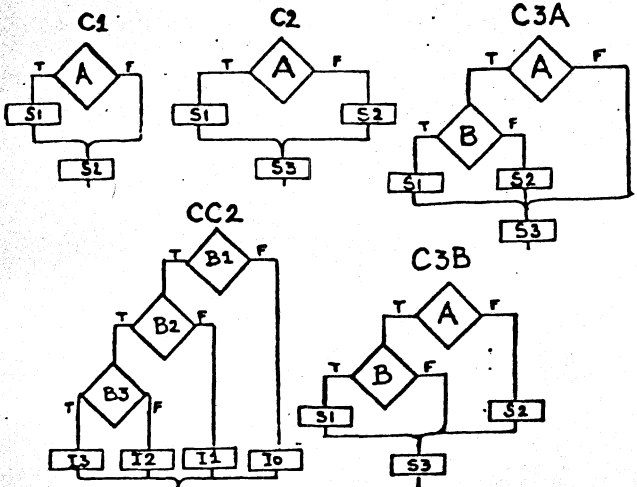 C1
T A F
S1
S2
C2
T A F
S1 S2
S3
C3A
T A F
T B F
S1 S2
S3
CC2
T B1 F
T B2 F
T B3 F
I3 I2 I1 I0
C3B
T A F
T B F
S1 S2
S3